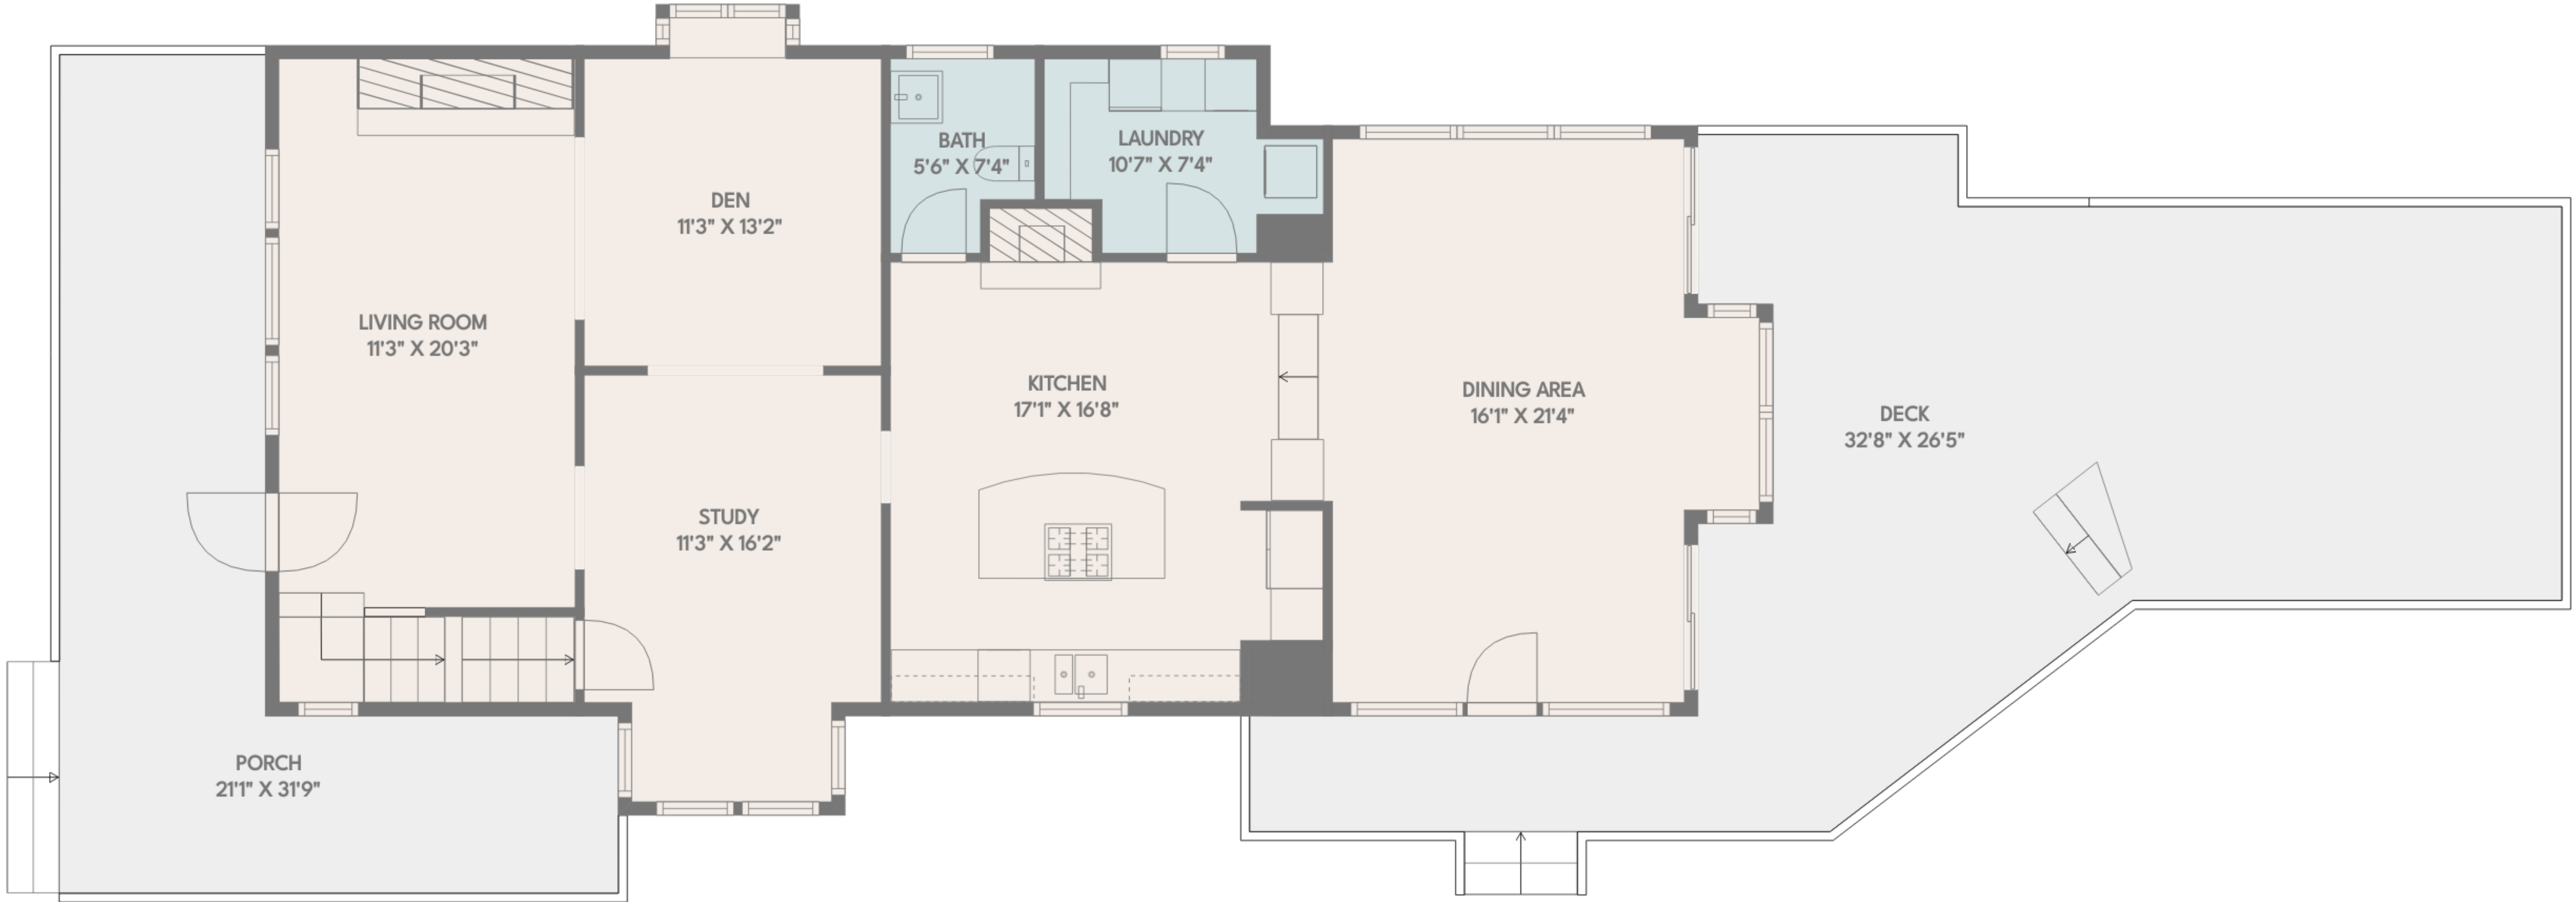 BATH
5'6" X 7'4"
LAUNDRY
10'7" X 7'4"
DEN
11'3" X 13'2"
LIVING ROOM
11'3" X 20'3"
KITCHEN
17'1" X 16'8"
DINING AREA
16'1" X 21'4"
DECK
32'8" X 26'5"
STUDY
11'3" X 16'2"
PORCH
21'1" X 31'9"